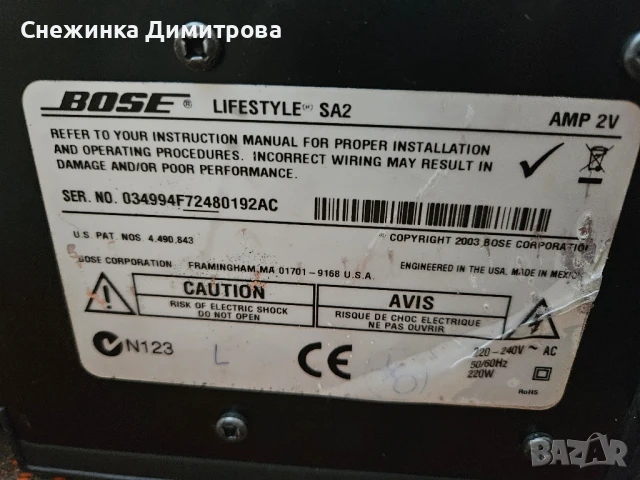 Снежинка Димитрова
BOSE ® LIFESTYLE SA2 AMP 2V
REFER TO YOUR INSTRUCTION MANUAL FOR PROPER INSTALLATION
AND OPERATING PROCEDURES. INCORRECT WIRING MAY RESULT IN
DAMAGE AND/OR POOR PERFORMANCE.
SER. NO. 034994F72480192AC
U.S. PAT. NOS. 4,490,843 © COPYRIGHT 2003 BOSE CORPORATION
BOSE CORPORATION FRAMINGHAM, MA 01701-9168 U.S.A. ENGINEERED IN THE USA, MADE IN MEXICO
CAUTION
RISK OF ELECTRIC SHOCK
DO NOT OPEN
AVIS
RISQUE DE CHOC ELECTRIQUE
NE PAS OUVRIR
N123 L CE
220-240V ~ AC
50/60Hz
220W
RoHS
BAZAR